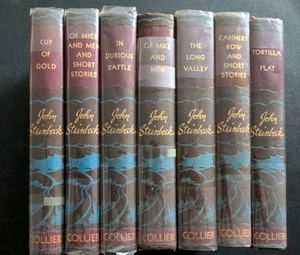 CUP
OF
GOLD
John
Steinbeck
COLLIER
OF MICE
AND MEN
AND
SHORT
STORIES
John
Steinbeck
COLLIER
IN
DUBIOUS
BATTLE
John
Steinbeck
COLLIER
OF MICE
AND
MEN
John
Steinbeck
COLLIER
THE
LONG
VALLEY
John
Steinbeck
COLLIER
CANNERY
ROW
AND
SHORT
STORIES
John
Steinbeck
COLLIER
TORTILLA
FLAT
John
Steinbeck
COLLIER